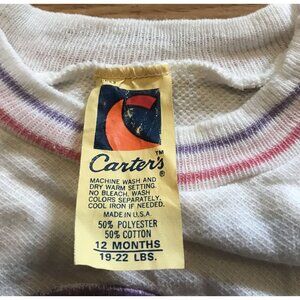 Carter's™
®
MACHINE WASH AND
DRY WARM SETTING.
NO BLEACH. WASH
COLORS SEPARATELY.
COOL IRON IF NEEDED.
MADE IN U.S.A
50% POLYESTER
50% COTTON
12 MONTHS
19-22 LBS.